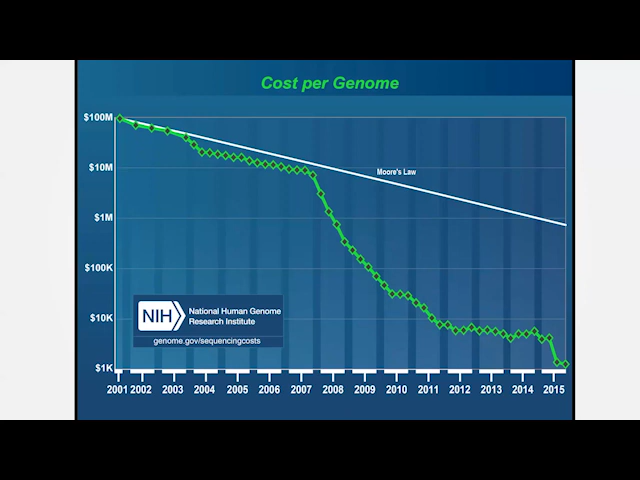 Cost per Genome
$100M
$10M
$1M
$100K
$10K
$1K
Moore's Law
NIH
National Human Genome
Research Institute
genome.gov/sequencingcosts
2001 2002 2003 2004 2005 2006 2007 2008 2009 2010 2011 2012 2013 2014 2015